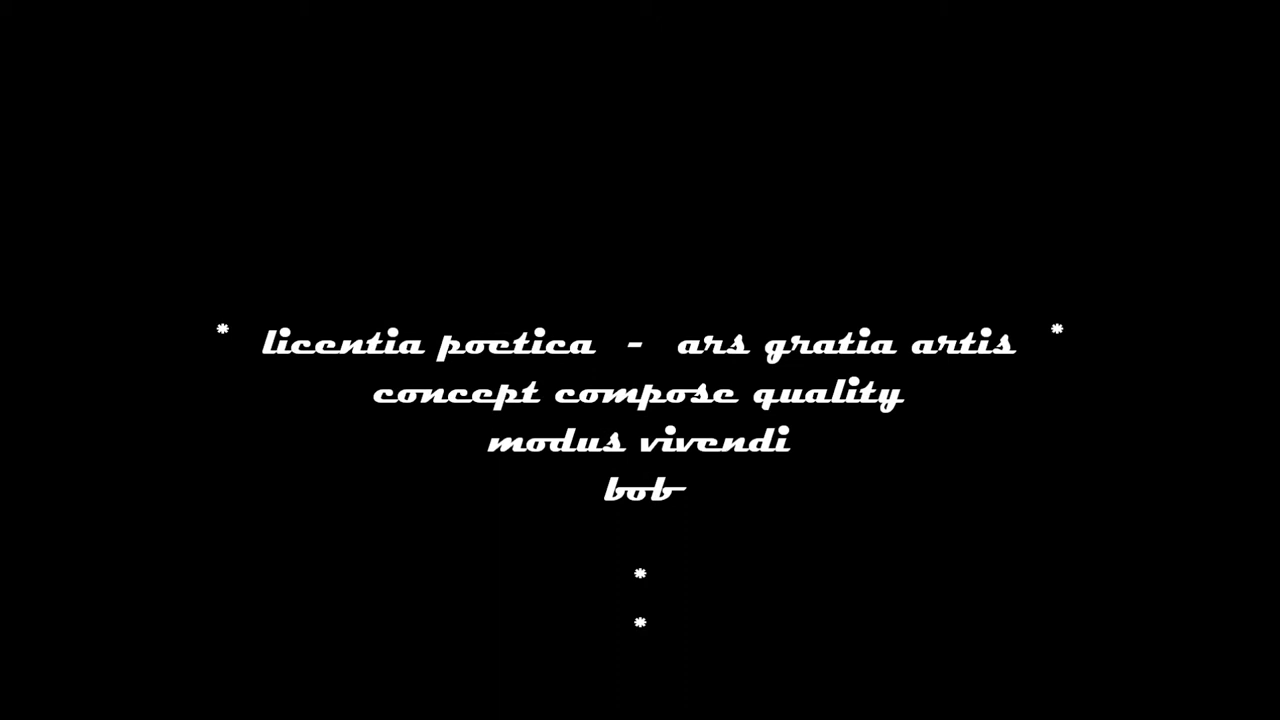 * licentia poetica - ars gratia artis *
concept compose quality
modus vivendi
bob
*
*